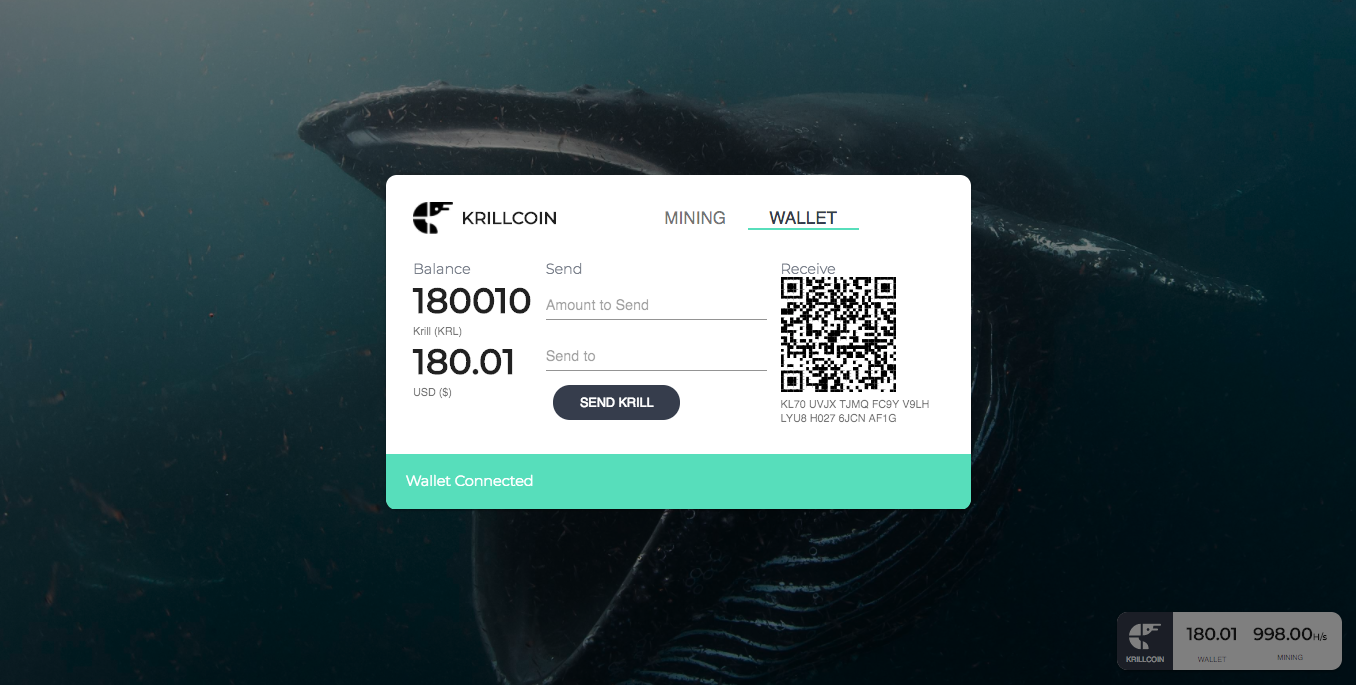 KRILLCOIN
MINING
WALLET
Balance
180010
Krill (KRL)
180.01
USD ($)
Send
Amount to Send
Send to
SEND KRILL
Receive
KL70 UVJX TJMQ FC9Y V9LH
LYU8 H027 6JCN AF1G
Wallet Connected
KRILLCOIN
180.01
WALLET
998.00H/s
MINING